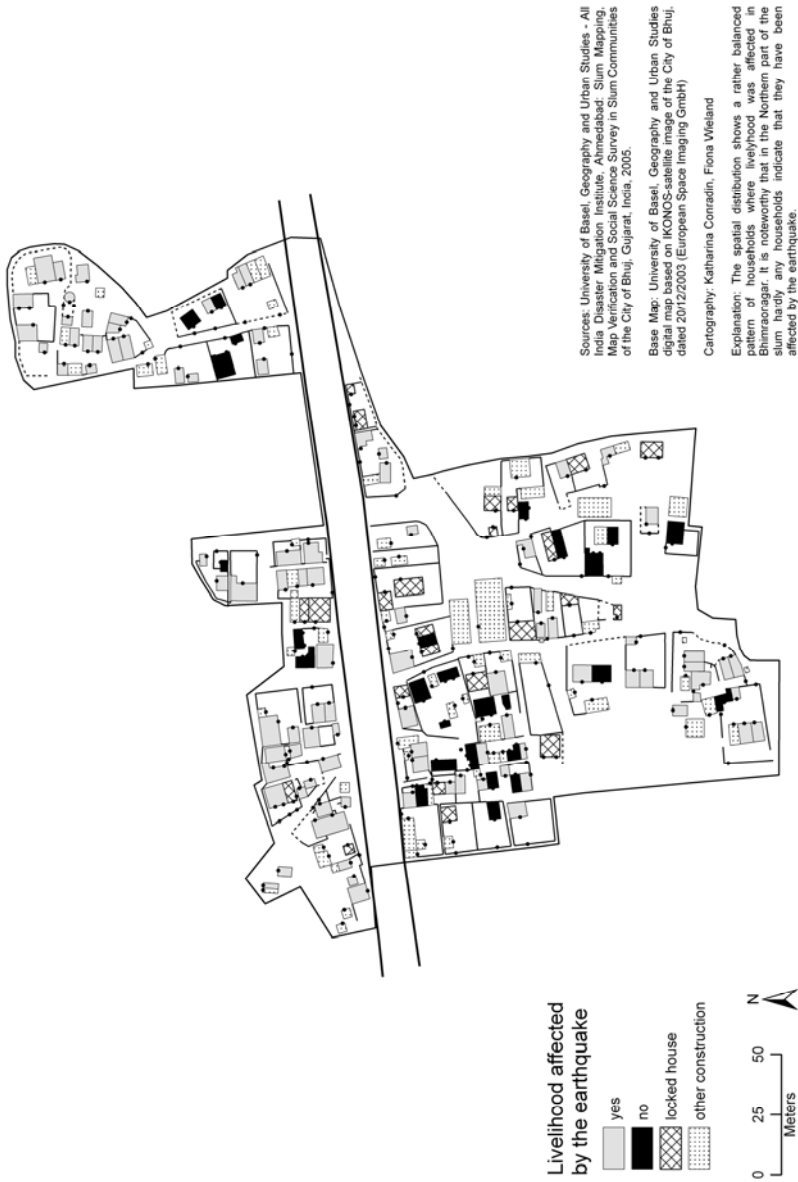 Livelihood affected
by the earthquake
yes
no
locked house
other construction
0 25 50
Meters
N
Sources: University of Basel, Geography and Urban Studies - All
India Disaster Mitigation Institute, Ahmedabad: Slum Mapping,
Map Verification and Social Science Survey in Slum Communities
of the City of Bhuj, Gujarat, India, 2005.
Base Map: University of Basel, Geography and Urban Studies
digital map based on IKONOS-satellite image of the City of Bhuj,
dated 20/12/2003 (European Space Imaging GmbH)
Cartography: Katharina Conradin, Fiona Wieland
Explanation: The spatial distribution shows a rather balanced
pattern of households where livelyhood was affected in
Bhimraonagar. It is noteworthy that in the Northern part of the
slum hardly any households indicate that they have been
affected by the earthquake.